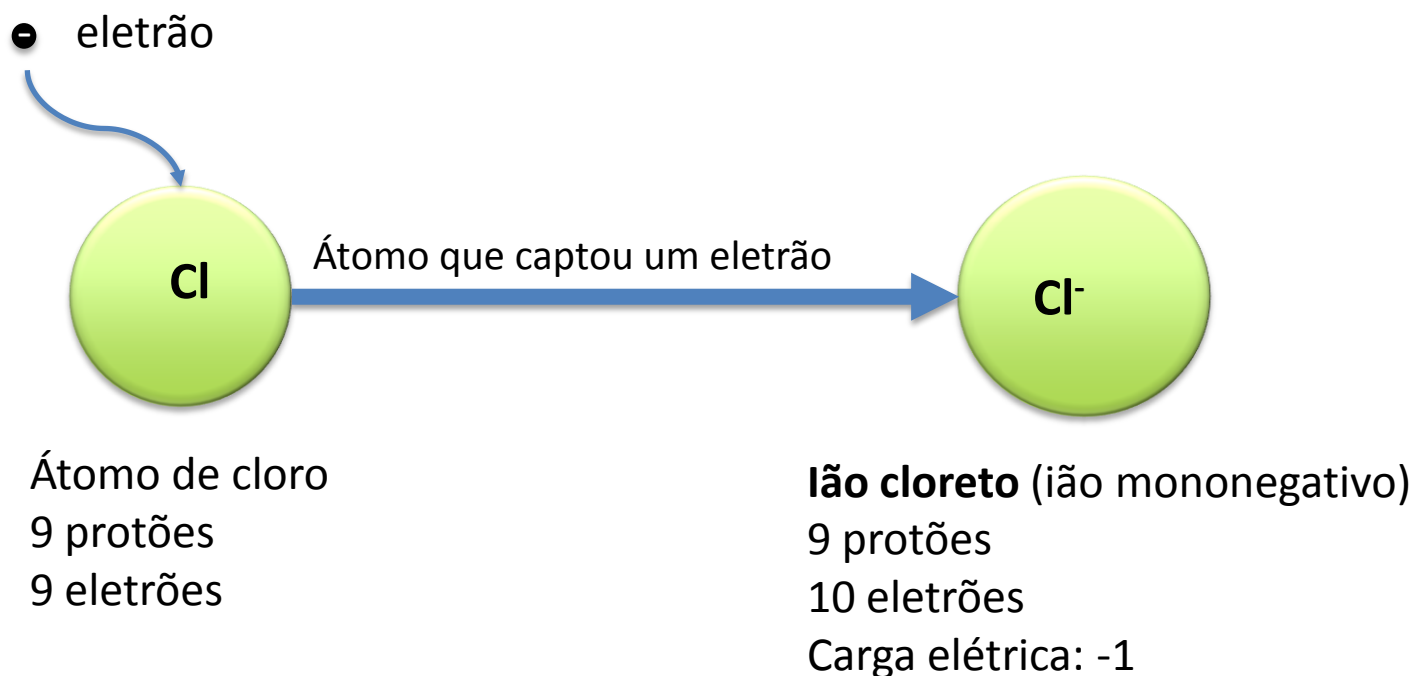 eletrão
Cl
Átomo que captou um eletrão
Cl⁻
Átomo de cloro
9 protões
9 eletrões
Ião cloreto (ião mononegativo)
9 protões
10 eletrões
Carga elétrica: -1